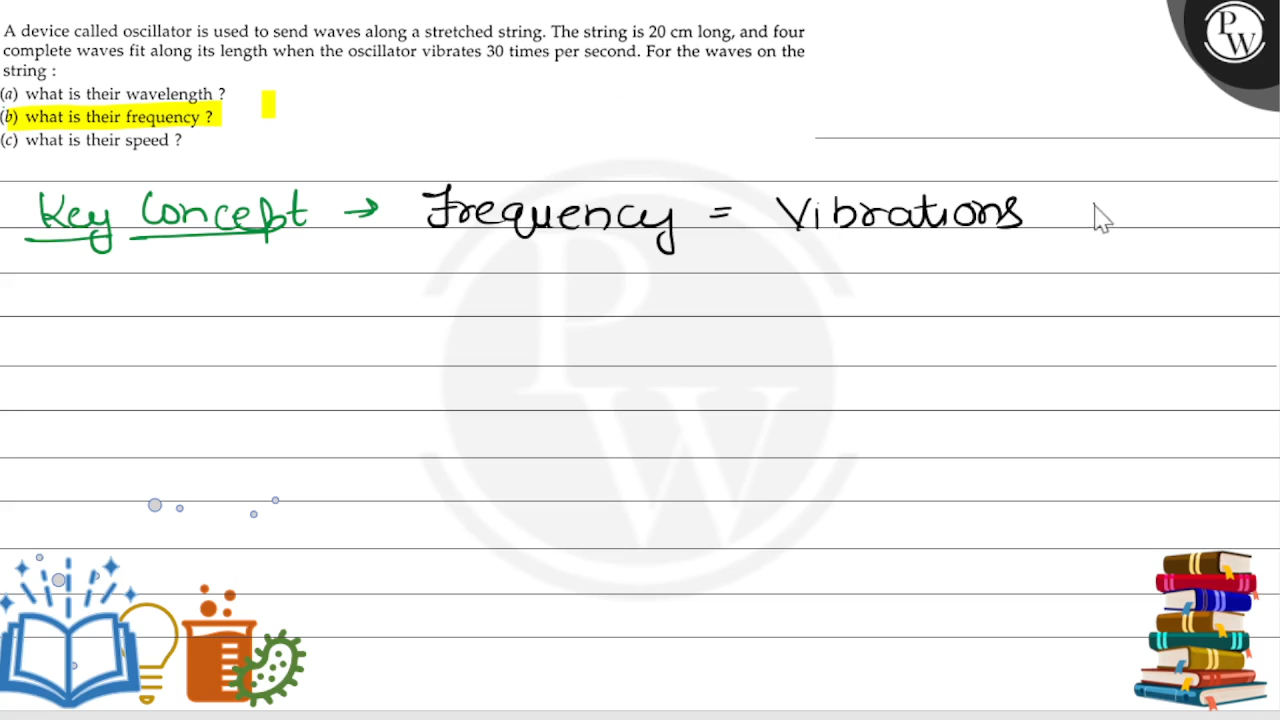 A device called oscillator is used to send waves along a stretched string. The string is 20 cm long, and four
complete waves fit along its length when the oscillator vibrates 30 times per second. For the waves on the
string :
(a) what is their wavelength ?
(b) what is their frequency ?
(c) what is their speed ?
Key Concept → Frequency = Vibrations
P
W
P
W